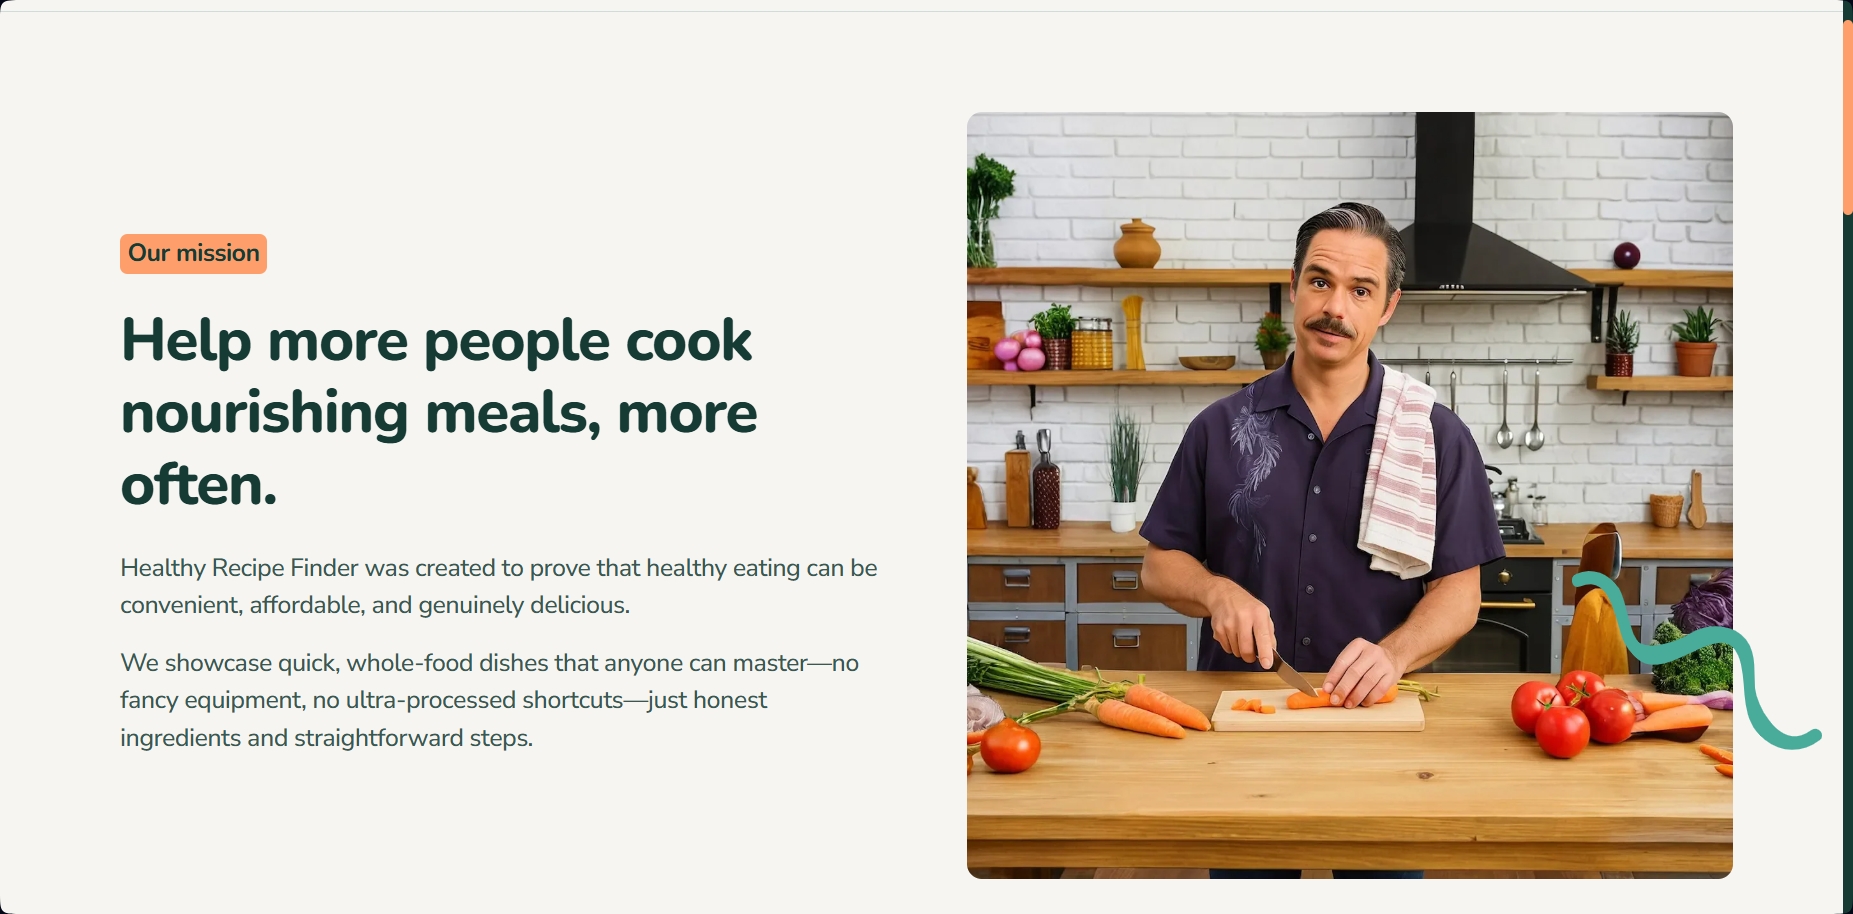 Our mission
Help more people cook
nourishing meals, more
often.
Healthy Recipe Finder was created to prove that healthy eating can be
convenient, affordable, and genuinely delicious.
We showcase quick, whole-food dishes that anyone can master—no
fancy equipment, no ultra-processed shortcuts—just honest
ingredients and straightforward steps.